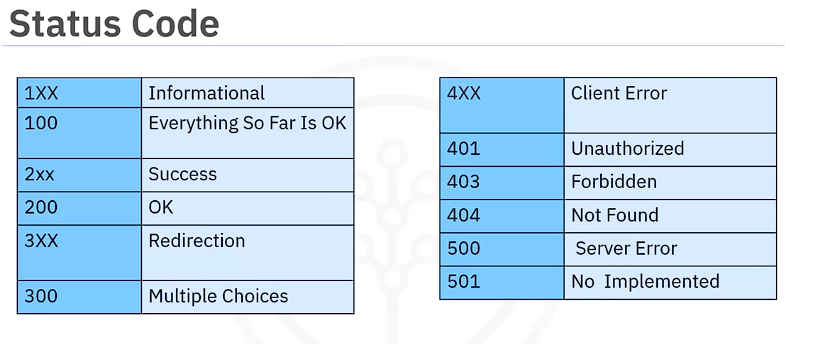 Status Code
1XX Informational
100 Everything So Far Is OK
2xx Success
200 OK
3XX Redirection
300 Multiple Choices
4XX Client Error
401 Unauthorized
403 Forbidden
404 Not Found
500 Server Error
501 No Implemented